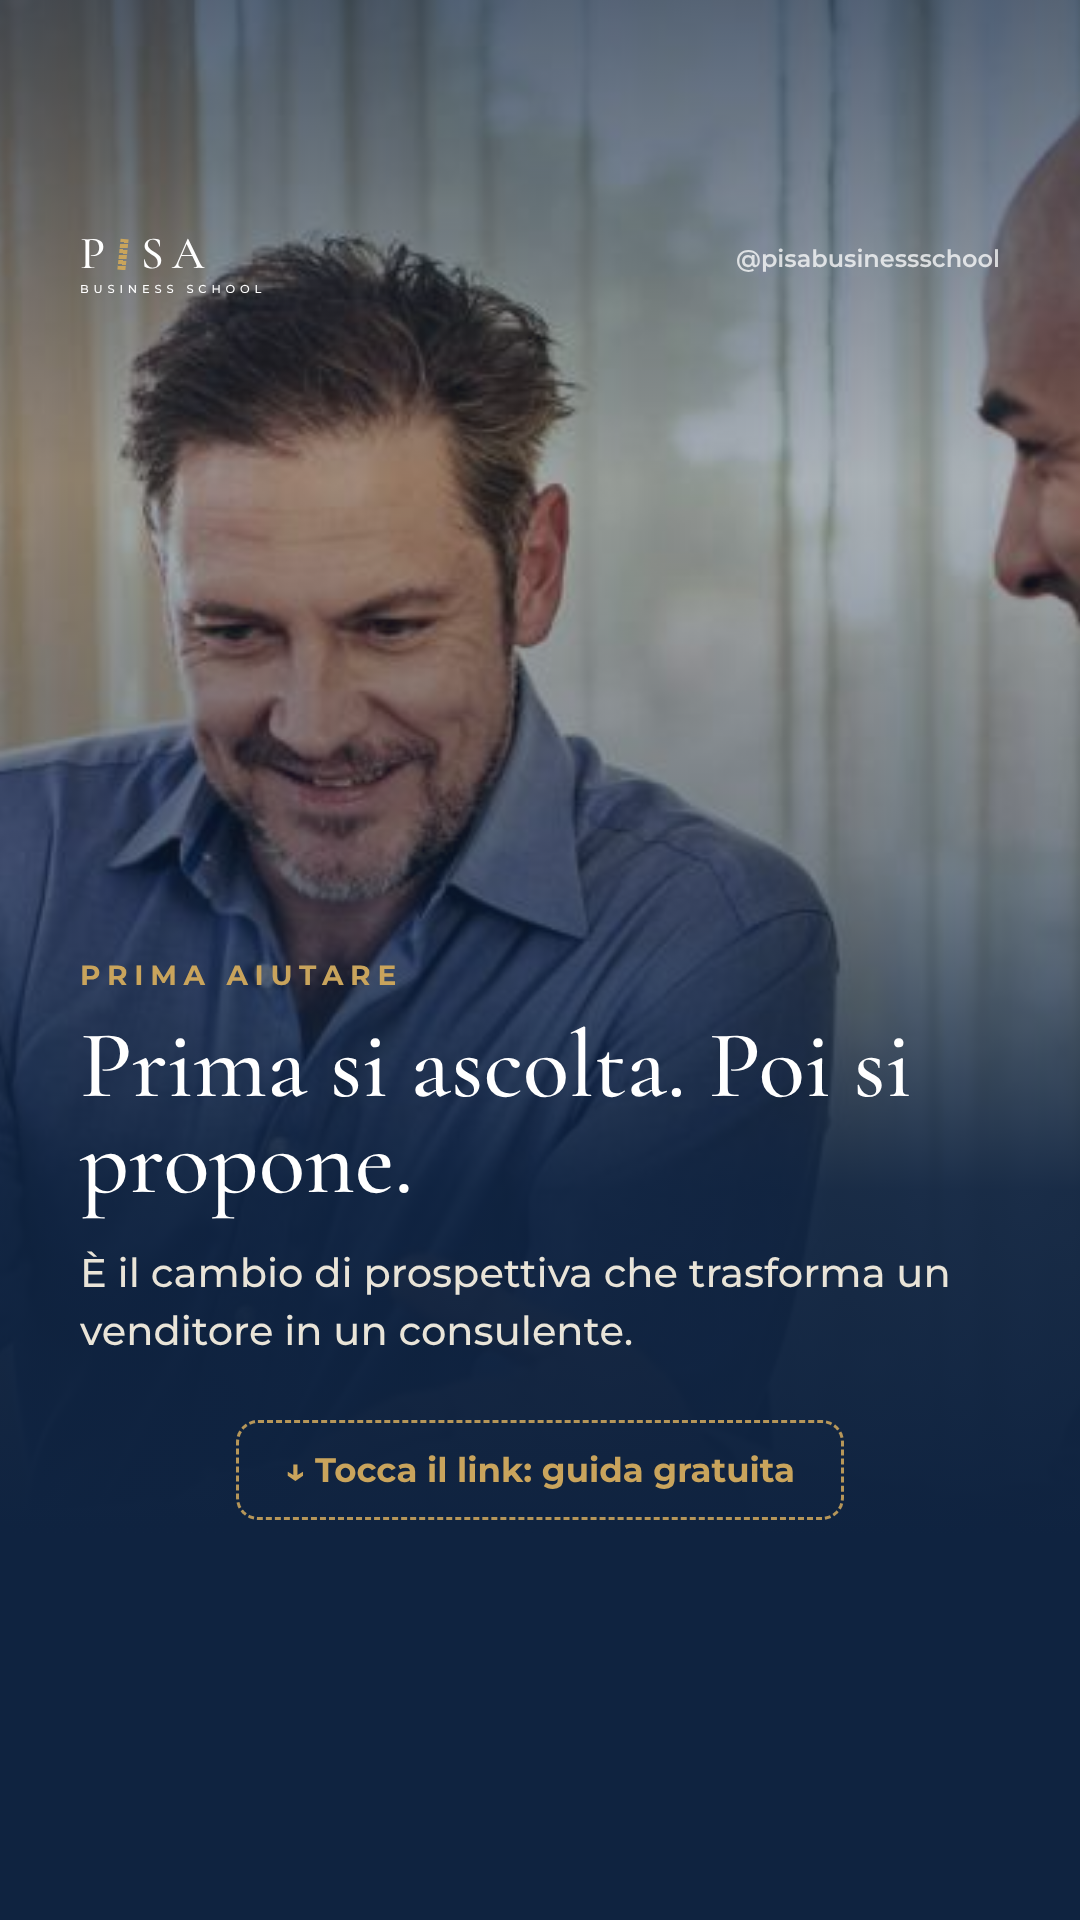 PISA
BUSINESS SCHOOL
@pisabusinessschool
PRIMA AIUTARE
Prima si ascolta. Poi si
propone.
È il cambio di prospettiva che trasforma un
venditore in un consulente.
↓ Tocca il link: guida gratuita